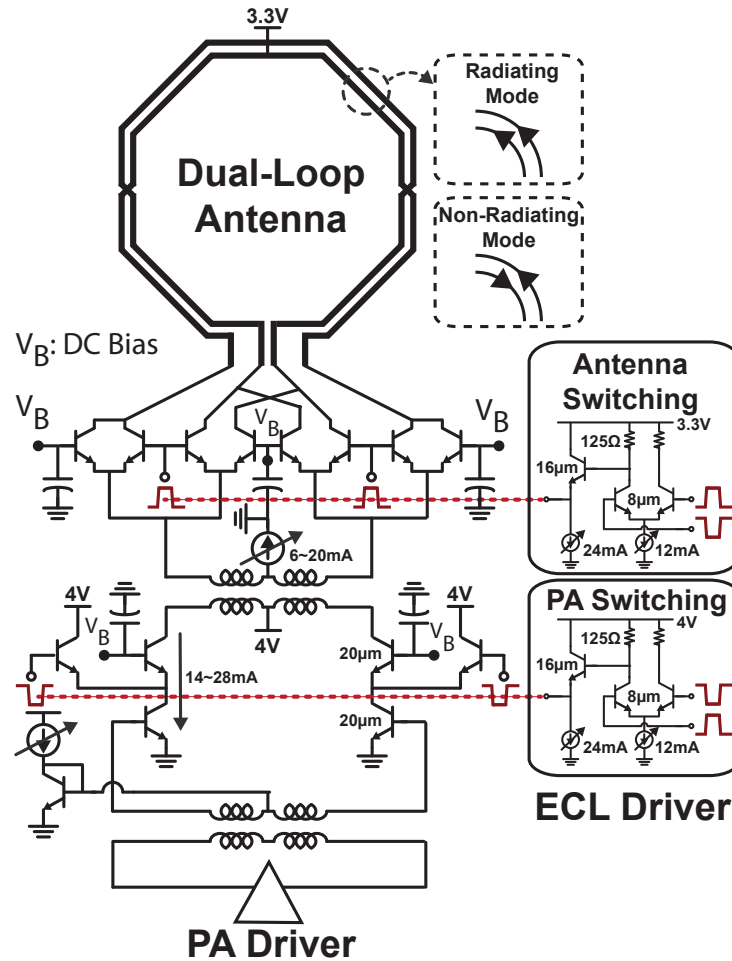 3.3V
Radiating
Mode
Dual-Loop
Antenna
Non-Radiating
Mode
V_B: DC Bias
Antenna
Switching
V_B
V_B
V_B
3.3V
125Ω
16μm
8μm
24mA
12mA
6~20mA
PA Switching
4V
4V
4V
V_B
V_B
4V
125Ω
16μm
8μm
24mA
12mA
14~28mA
20μm
20μm
ECL Driver
PA Driver